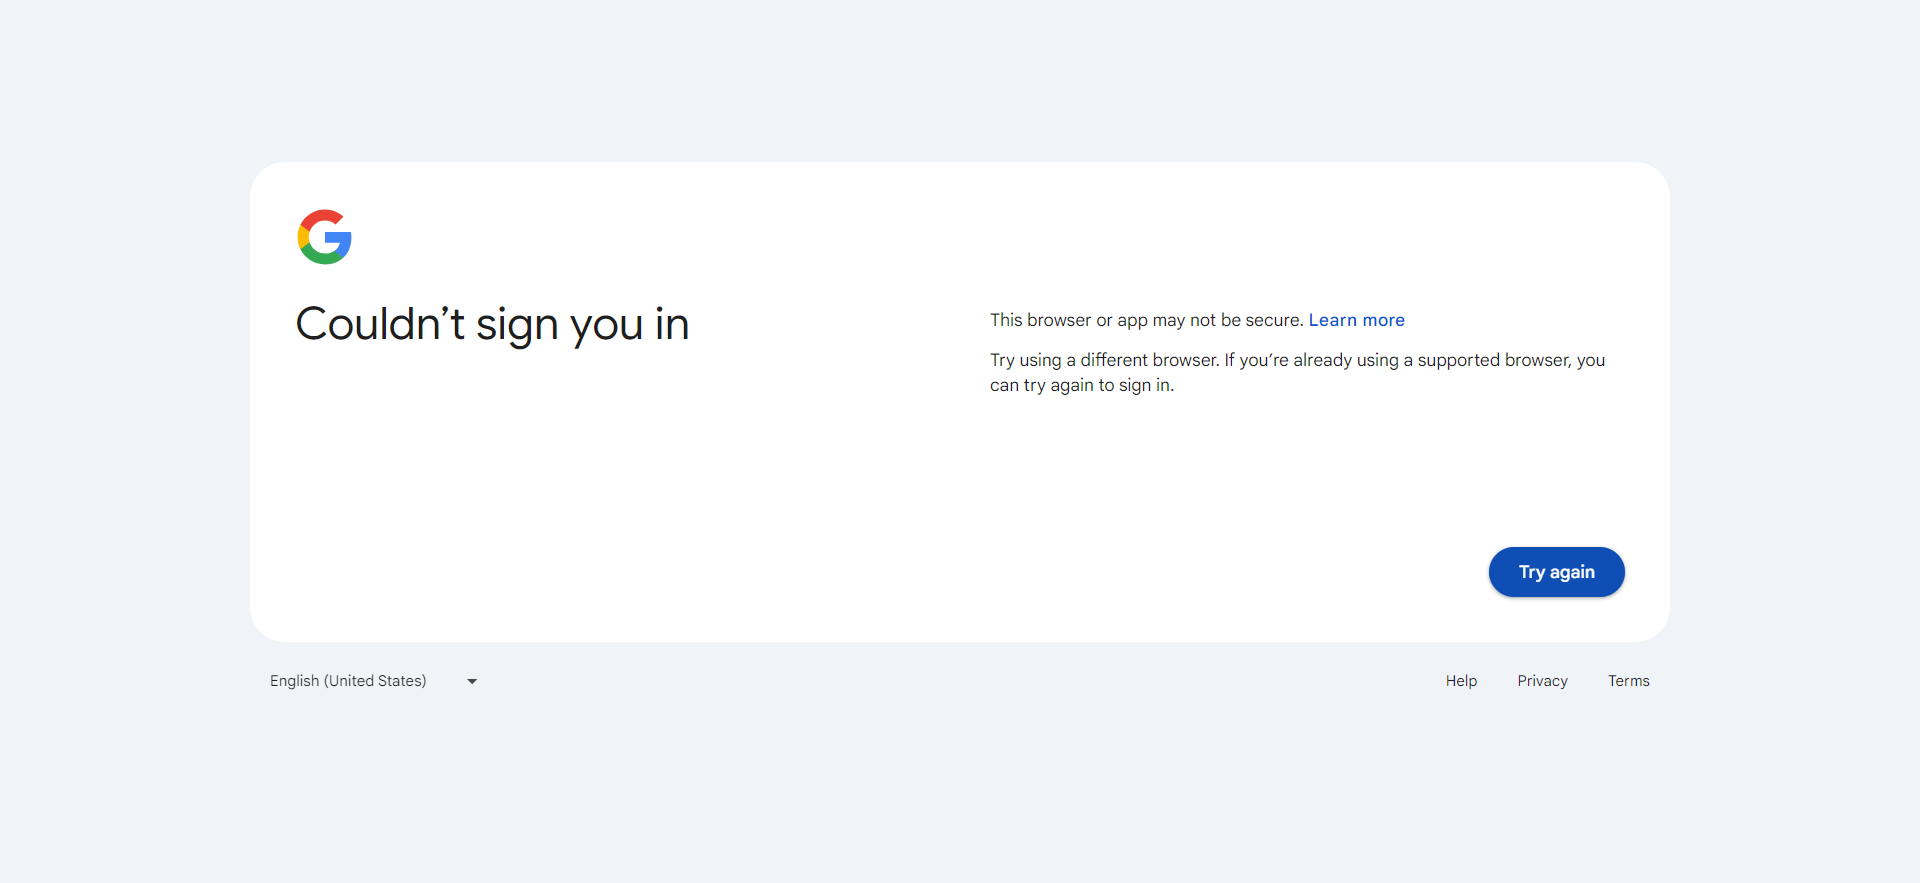 Couldn’t sign you in
This browser or app may not be secure. Learn more
Try using a different browser. If you’re already using a supported browser, you
can try again to sign in.
Try again
English (United States)
Help
Privacy
Terms